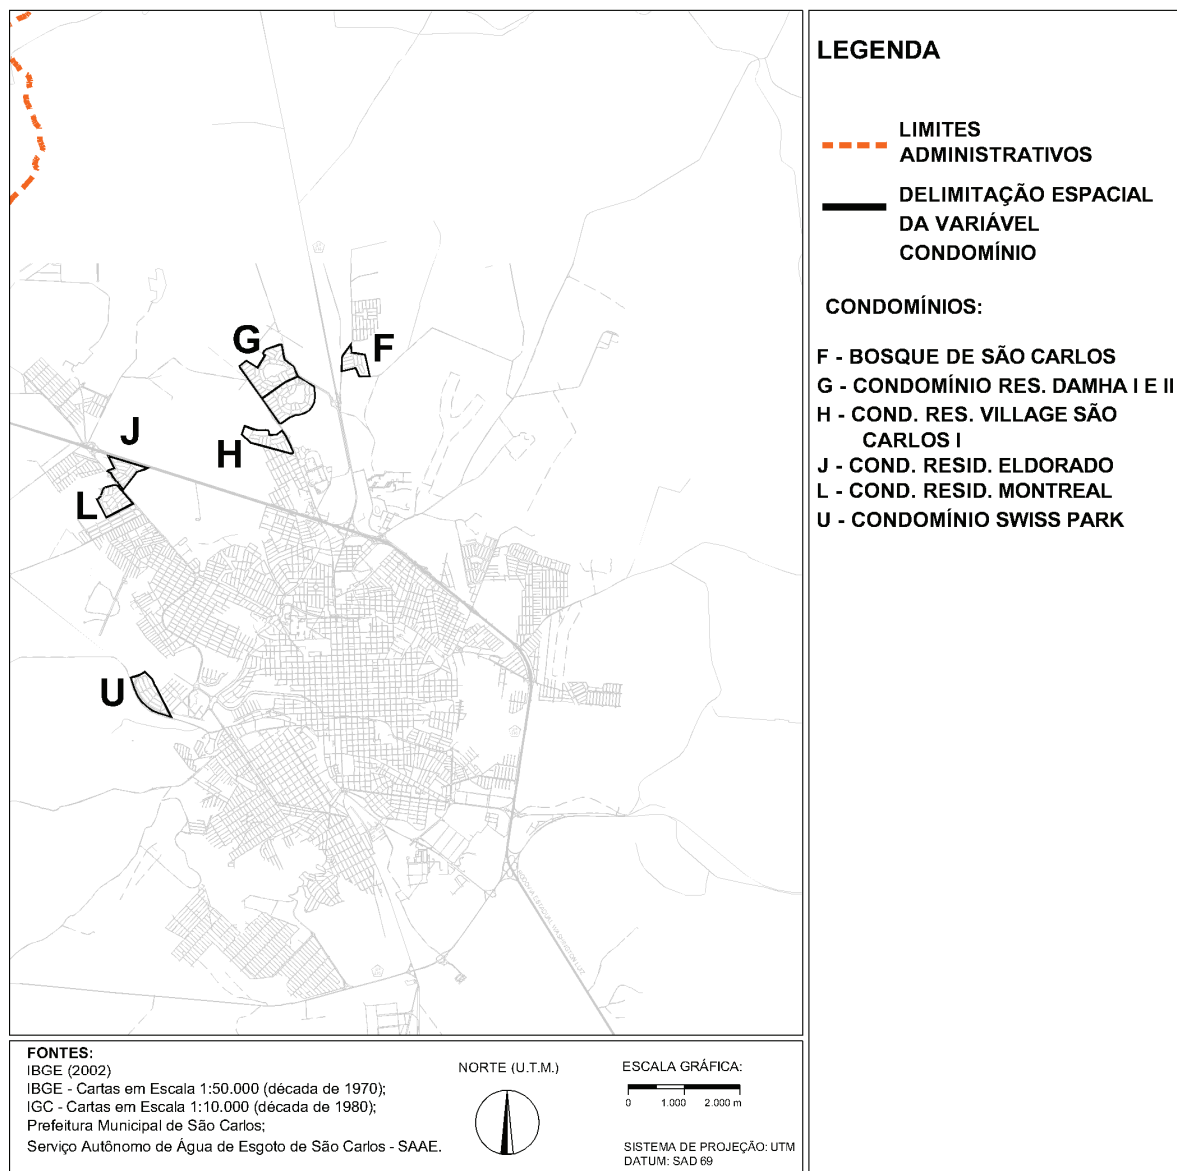 G
F
J
H
L
U
RODOVIA ESTADUAL WASHINGTON LUIZ
LEGENDA
LIMITES
ADMINISTRATIVOS
DELIMITAÇÃO ESPACIAL
DA VARIÁVEL
CONDOMÍNIO
CONDOMÍNIOS:
F - BOSQUE DE SÃO CARLOS
G - CONDOMÍNIO RES. DAMHA I E II
H - COND. RES. VILLAGE SÃO
CARLOS I
J - COND. RESID. ELDORADO
L - COND. RESID. MONTREAL
U - CONDOMÍNIO SWISS PARK
FONTES:
IBGE (2002)
IBGE - Cartas em Escala 1:50.000 (década de 1970);
IGC - Cartas em Escala 1:10.000 (década de 1980);
Prefeitura Municipal de São Carlos;
Serviço Autônomo de Água de Esgoto de São Carlos - SAAE.
NORTE (U.T.M.)
ESCALA GRÁFICA:
0 1.000 2.000 m
SISTEMA DE PROJEÇÃO: UTM
DATUM: SAD 69